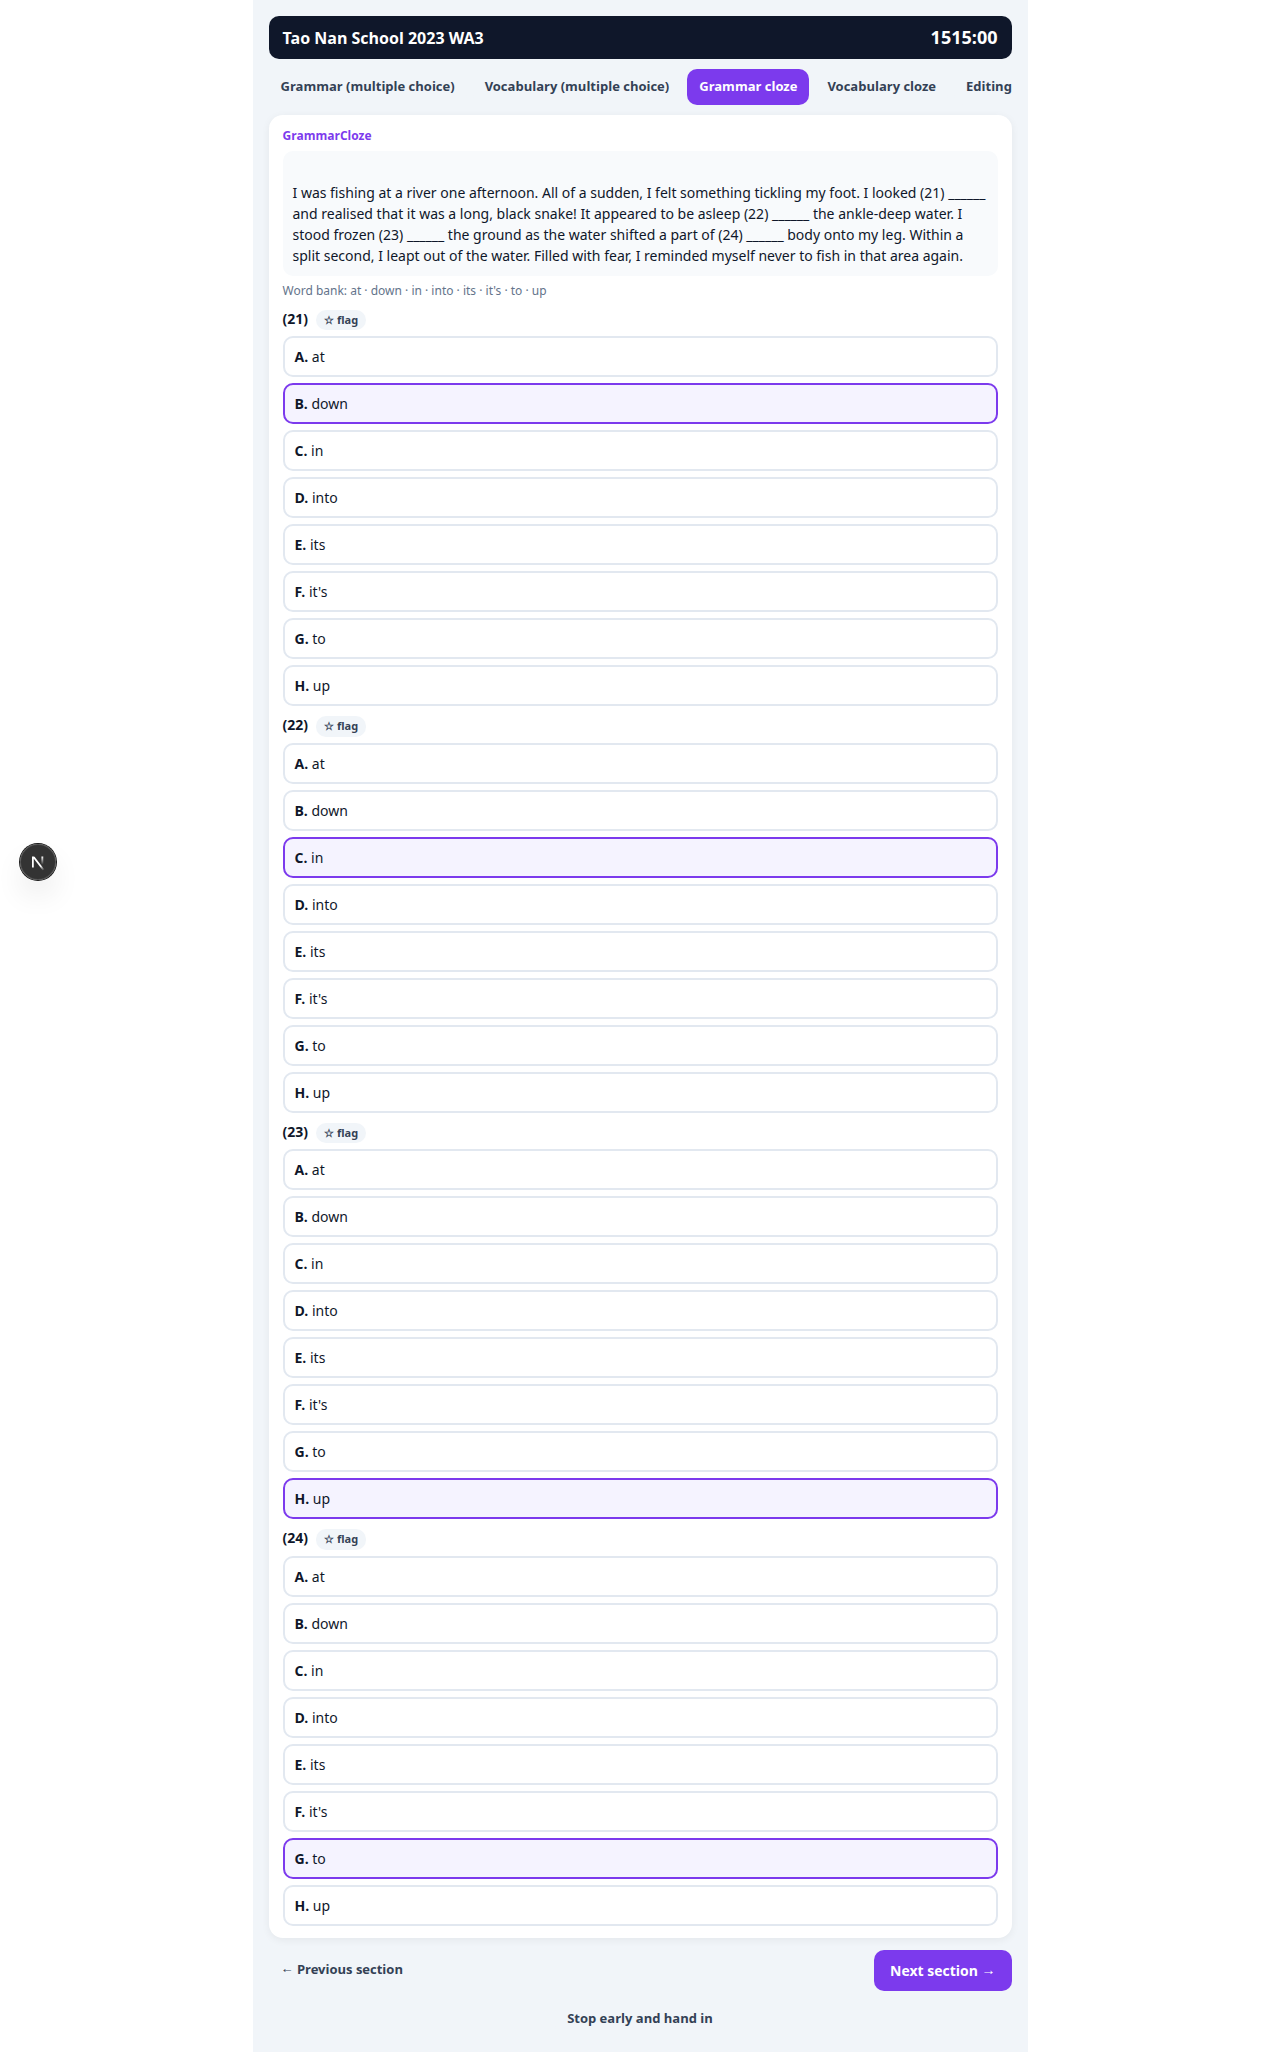 Tao Nan School 2023 WA3 1515:00
Grammar (multiple choice) Vocabulary (multiple choice) Grammar cloze Vocabulary cloze Editing
GrammarCloze
I was fishing at a river one afternoon. All of a sudden, I felt something tickling my foot. I looked (21) ______
and realised that it was a long, black snake! It appeared to be asleep (22) ______ the ankle-deep water. I
stood frozen (23) ______ the ground as the water shifted a part of (24) ______ body onto my leg. Within a
split second, I leapt out of the water. Filled with fear, I reminded myself never to fish in that area again.
Word bank: at · down · in · into · its · it's · to · up
(21) ☆ flag
A. at
B. down
C. in
D. into
E. its
F. it's
G. to
H. up
(22) ☆ flag
A. at
B. down
C. in
D. into
E. its
F. it's
G. to
H. up
(23) ☆ flag
A. at
B. down
C. in
D. into
E. its
F. it's
G. to
H. up
(24) ☆ flag
A. at
B. down
C. in
D. into
E. its
F. it's
G. to
H. up
← Previous section Next section →
Stop early and hand in